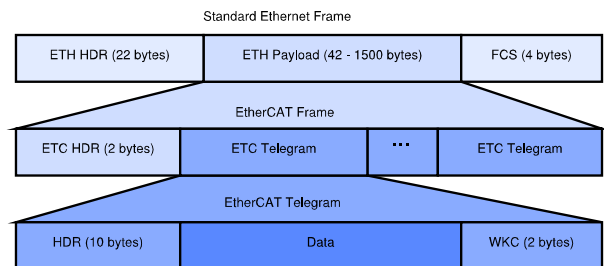 Standard Ethernet Frame
ETH HDR (22 bytes) ETH Payload (42 - 1500 bytes) FCS (4 bytes)
EtherCAT Frame
ETC HDR (2 bytes) ETC Telegram ... ETC Telegram
EtherCAT Telegram
HDR (10 bytes) Data WKC (2 bytes)